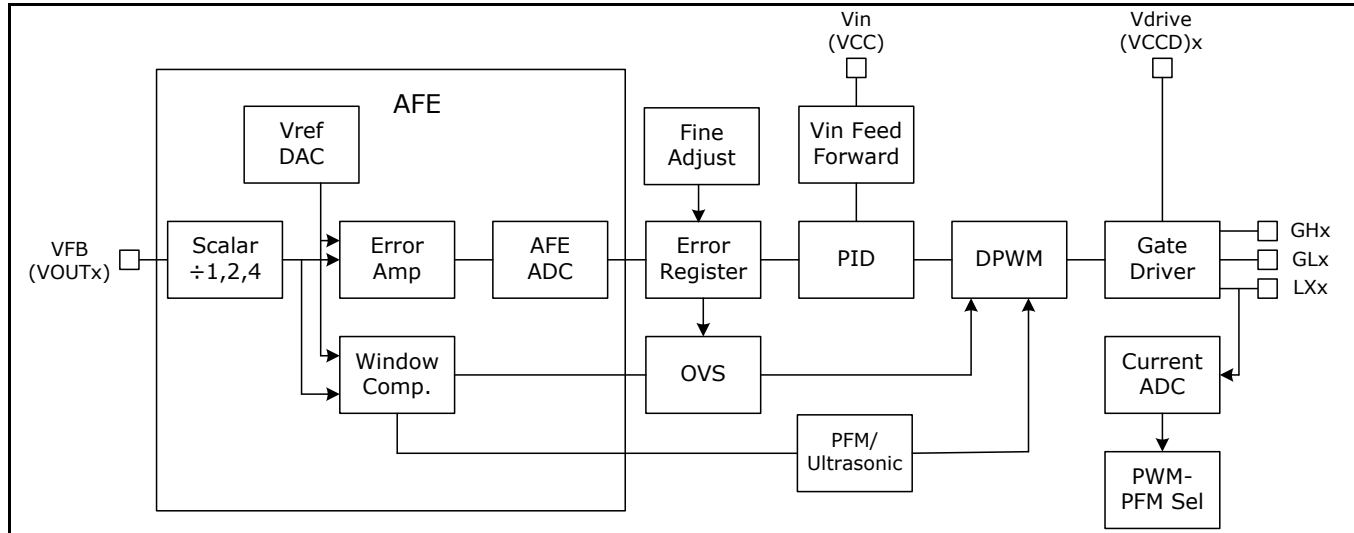 Vin
(VCC)
Vdrive
(VCCD)x
AFE
Vref
DAC
Fine
Adjust
Vin Feed
Forward
VFB
(VOUTx)
Scalar
÷1,2,4
Error
Amp
AFE
ADC
Error
Register
PID
DPWM
Gate
Driver
GHx
GLx
LXx
Window
Comp.
OVS
Current
ADC
PFM/
Ultrasonic
PWM-
PFM Sel